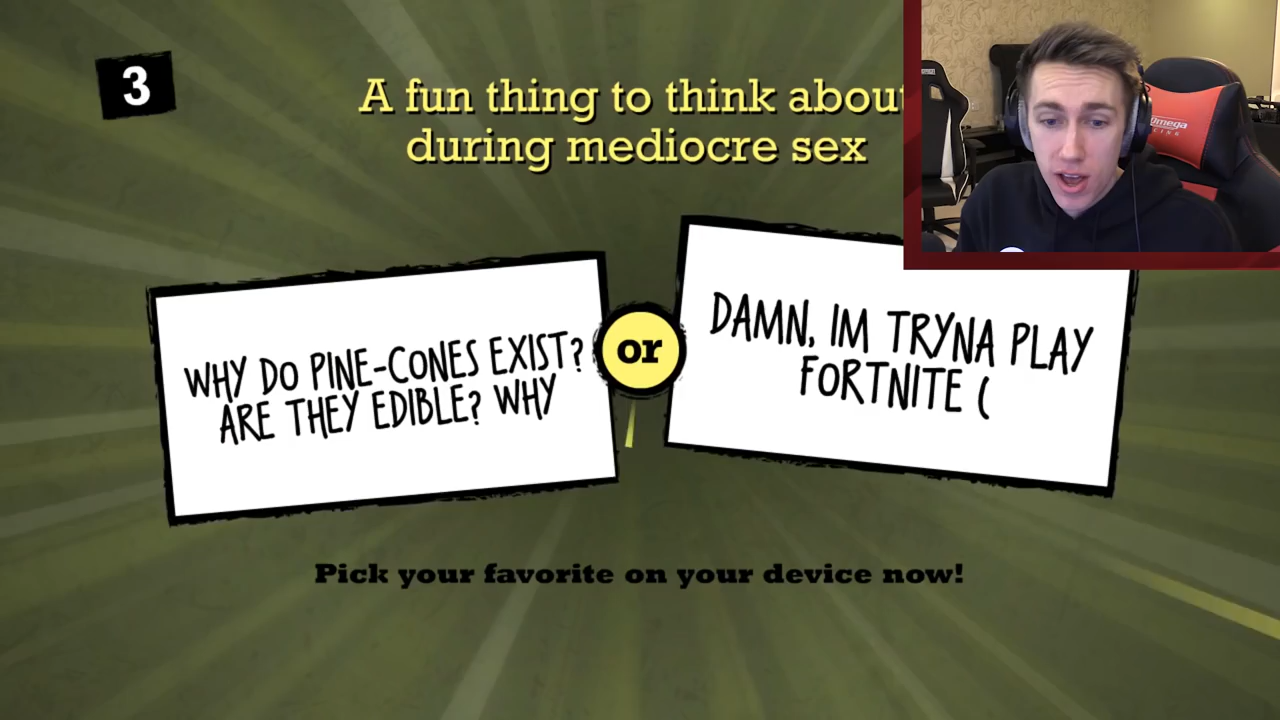 3
A fun thing to think about
during mediocre sex
WHY DO PINE-CONES EXIST?
ARE THEY EDIBLE? WHY
or
DAMN, IM TRYNA PLAY
FORTNITE (
Pick your favorite on your device now!
Omega